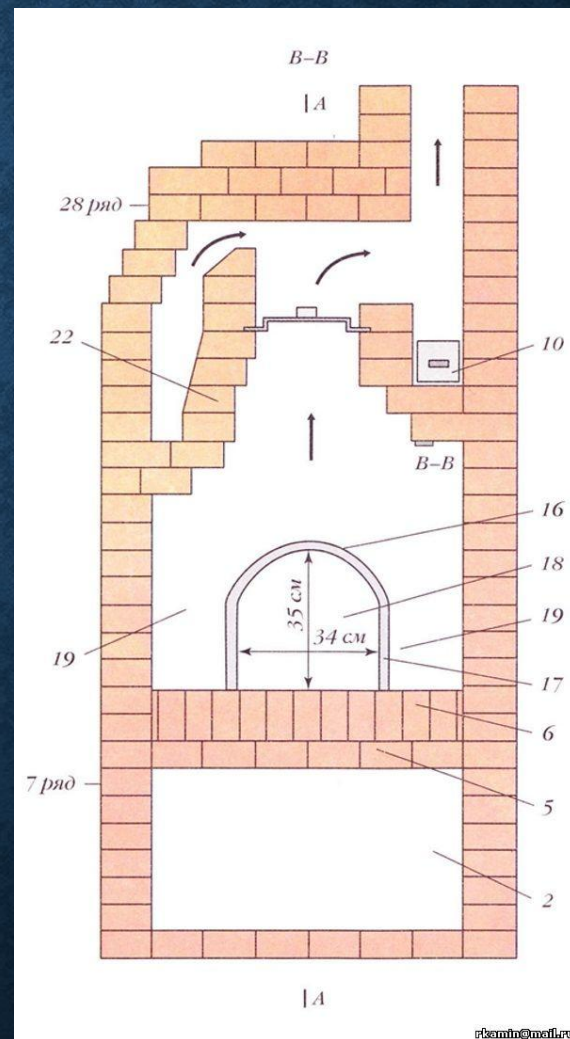 В–В
А
28 ряд
22
10
В–В
16
18
35 см
19
34 см
19
17
6
7 ряд
5
2
А
rkamin@mail.ru